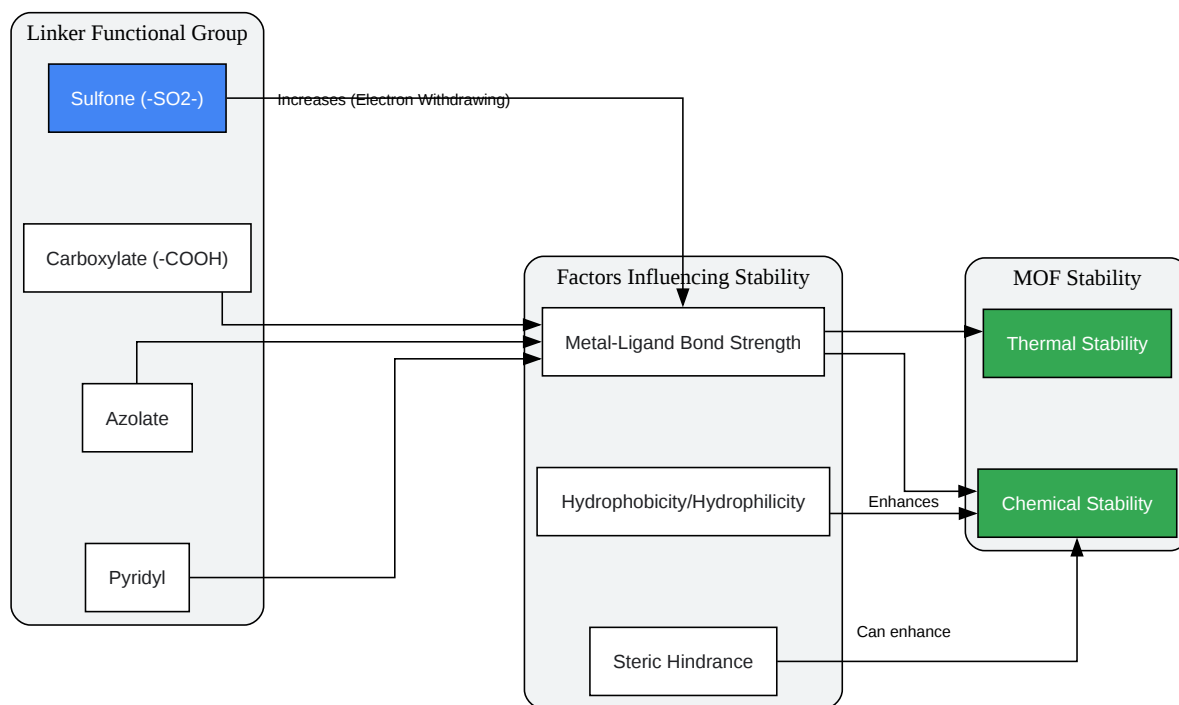 Linker Functional Group
Sulfone (-SO2-)
Increases (Electron Withdrawing)
Carboxylate (-COOH)
Azolate
Pyridyl
Factors Influencing Stability
Metal-Ligand Bond Strength
Hydrophobicity/Hydrophilicity
Steric Hindrance
Enhances
Can enhance
MOF Stability
Thermal Stability
Chemical Stability